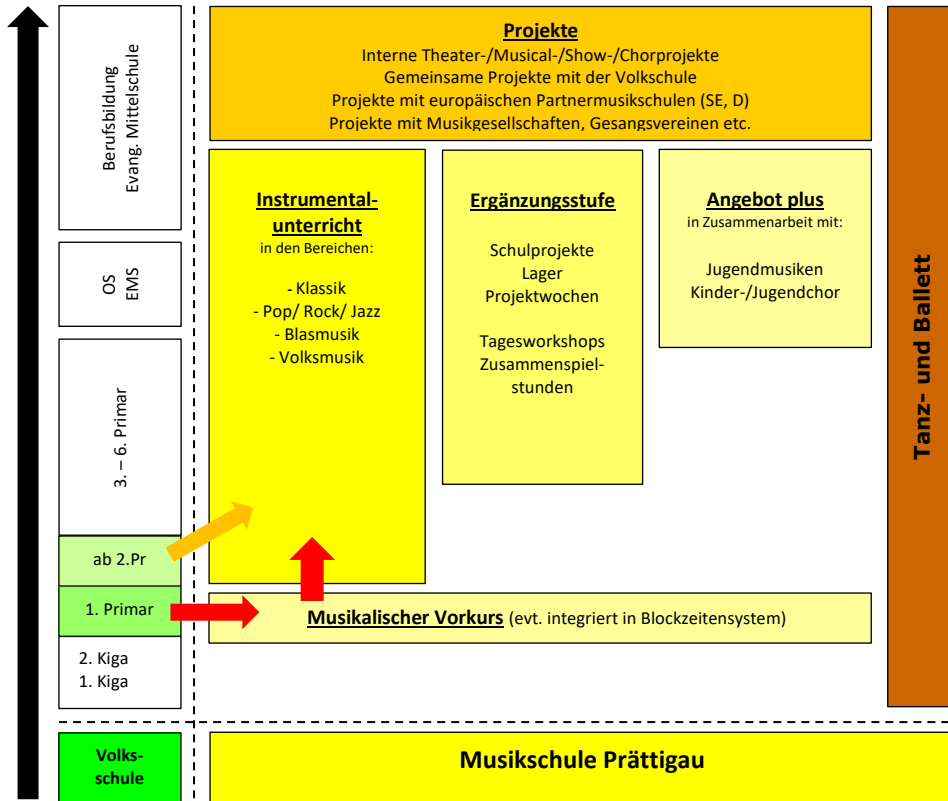 Projekte
Interne Theater-/Musical-/Show-/Chorprojekte
Gemeinsame Projekte mit der Volkschule
Projekte mit europäischen Partnermusikschulen (SE, D)
Projekte mit Musikgesellschaften, Gesangsvereinen etc.
Berufsbildung
Evang. Mittelschule
OS
EMS
3. – 6. Primar
ab 2.Pr
1. Primar
2. Kiga
1. Kiga
Instrumental-
unterricht
in den Bereichen:
- Klassik
- Pop/ Rock/ Jazz
- Blasmusik
- Volksmusik
Ergänzungsstufe
Schulprojekte
Lager
Projektwochen
Tagesworkshops
Zusammenspiel-
stunden
Angebot plus
in Zusammenarbeit mit:
Jugendmusiken
Kinder-/Jugendchor
Tanz- und Ballett
Musikalischer Vorkurs (evt. integriert in Blockzeitensystem)
Volks-
schule
Musikschule Prättigau